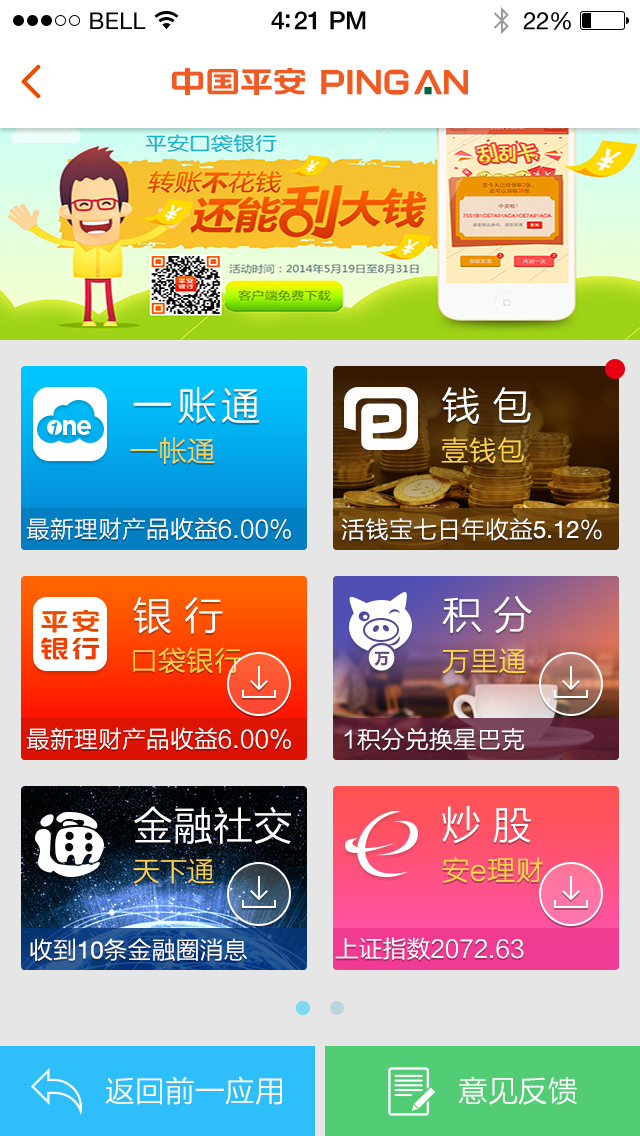 BELL 4:21 PM 22%
中国平安 PING AN
平安口袋银行
转账不花钱
还能刮大钱
平安
银行
活动时间：2014年5月19日至8月31日
客户端免费下载
刮刮卡
中奖啦!
再刮一次
one
一账通
一帐通
最新理财产品收益6.00%
钱包
壹钱包
活钱宝七日年收益5.12%
平安
银行
银行
口袋银行
最新理财产品收益6.00%
万
积分
万里通
1积分兑换星巴克
通
金融社交
天下通
收到10条金融圈消息
炒股
安e理财
上证指数2072.63
返回前一应用
意见反馈